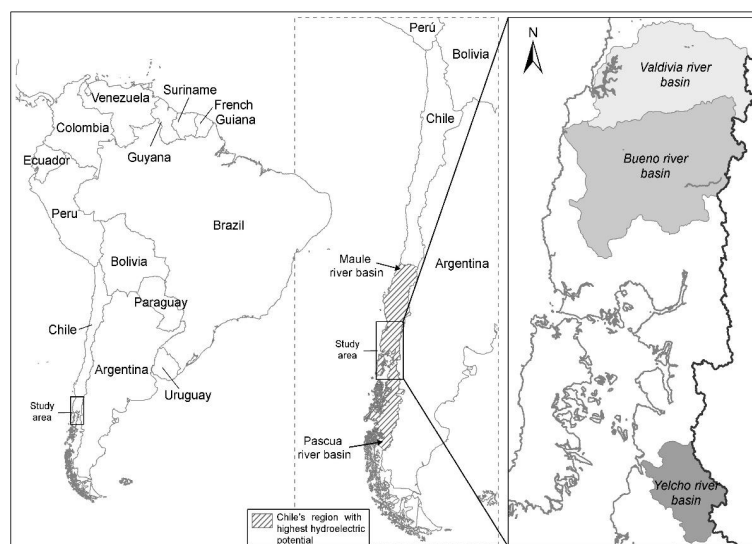 Venezuela
Suriname
French
Guiana
Colombia
Guyana
Ecuador
Peru
Brazil
Bolivia
Paraguay
Chile
Argentina
Uruguay
Study
area
Perú
Bolivia
Chile
Argentina
Maule
river basin
Study
area
Pascua
river basin
Chile's region with
highest hydroelectric
potential
N
Valdivia river
basin
Bueno river
basin
Yelcho river
basin